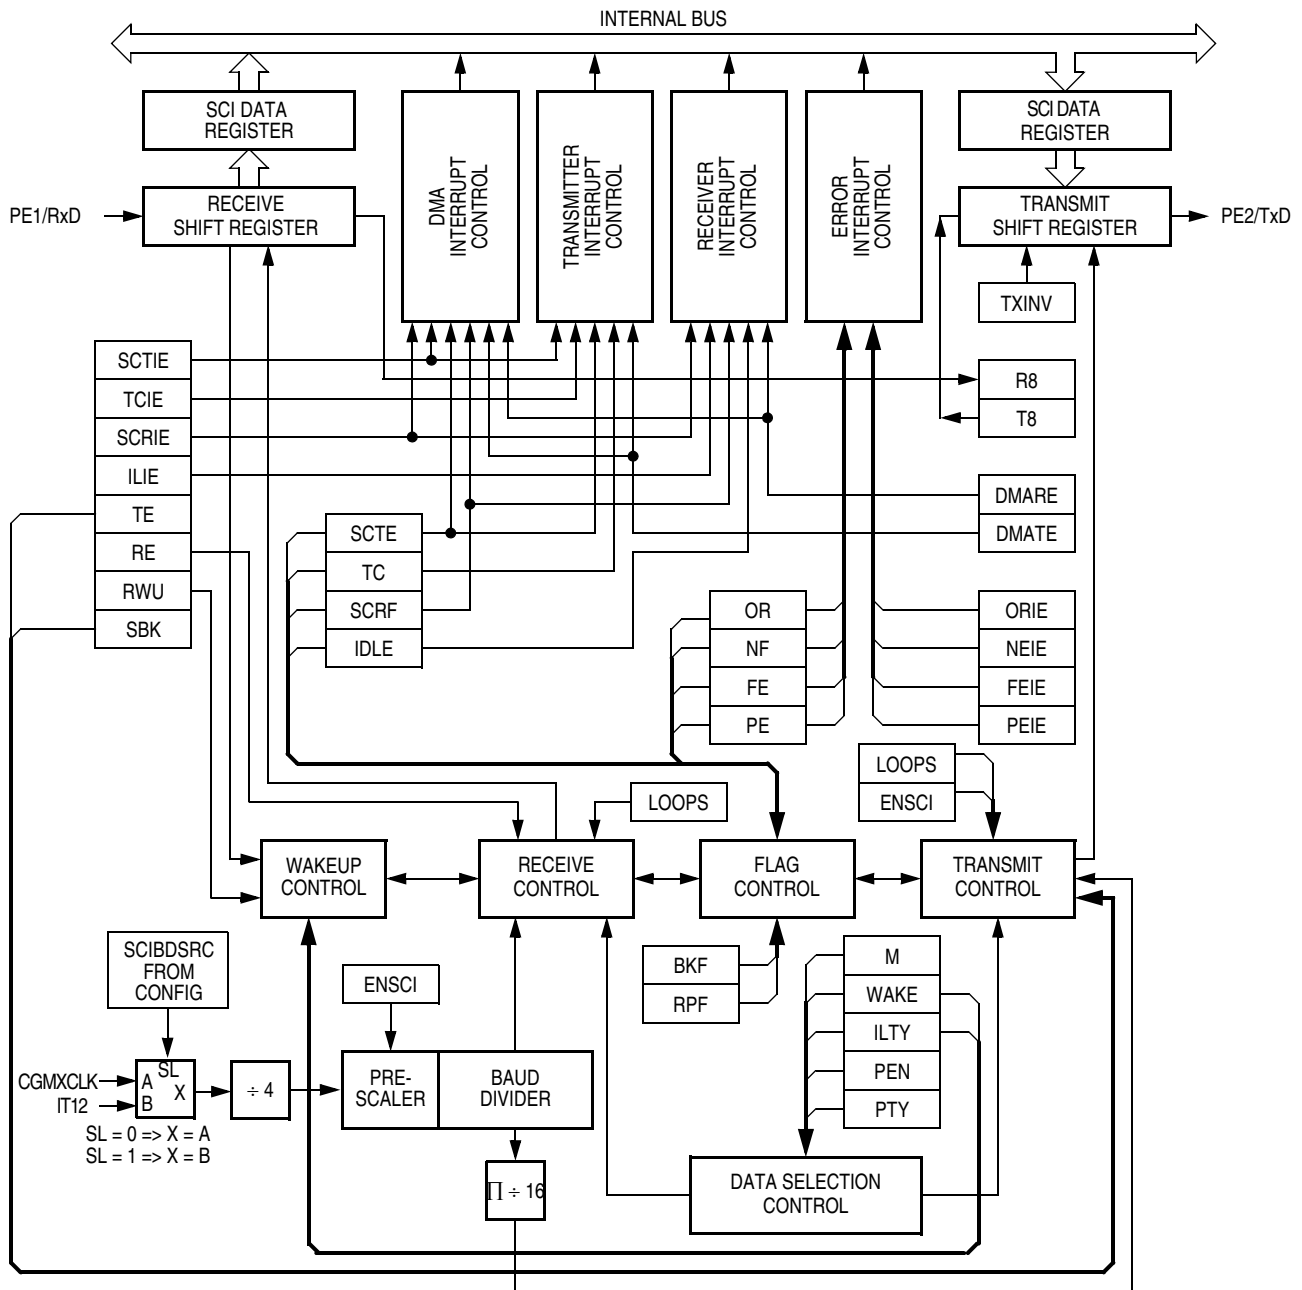 INTERNAL BUS
SCI DATA
REGISTER
DMA
INTERRUPT
CONTROL
TRANSMITTER
INTERRUPT
CONTROL
RECEIVER
INTERRUPT
CONTROL
ERROR
INTERRUPT
CONTROL
SCI DATA
REGISTER
PE1/RxD
RECEIVE
SHIFT REGISTER
TRANSMIT
SHIFT REGISTER
PE2/TxD
TXINV
SCTIE
TCIE
SCRIE
ILIE
TE
RE
RWU
SBK
R8
T8
DMARE
DMATE
SCTE
TC
SCRF
IDLE
OR
NF
FE
PE
ORIE
NEIE
FEIE
PEIE
LOOPS
LOOPS
ENSCI
WAKEUP
CONTROL
RECEIVE
CONTROL
FLAG
CONTROL
TRANSMIT
CONTROL
SCIBDSRC
FROM
CONFIG
ENSCI
BKF
RPF
M
WAKE
ILTY
PEN
PTY
CGMXCLK
IT12
SL
A
X
B
÷ 4
PRE-
SCALER
BAUD
DIVIDER
SL = 0 => X = A
SL = 1 => X = B
∏ ÷ 16
DATA SELECTION
CONTROL